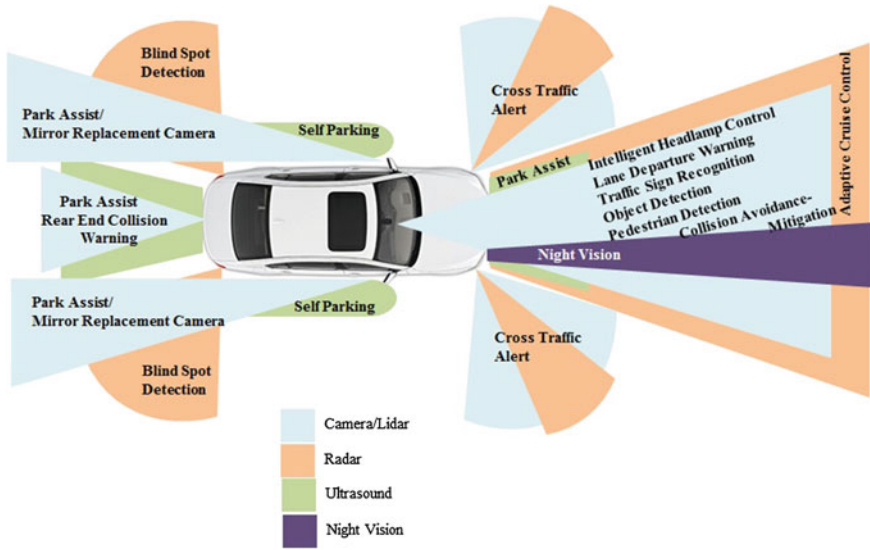 Blind Spot
Detection
Cross Traffic
Alert
Park Assist/
Mirror Replacement Camera
Self Parking
Park Assist
Intelligent Headlamp Control
Lane Departure Warning
Traffic Sign Recognition
Object Detection
Pedestrian Detection
Collision Avoidance-
Mitigation
Adaptive Cruise Control
Park Assist
Rear End Collision
Warning
Night Vision
Park Assist/
Mirror Replacement Camera
Self Parking
Cross Traffic
Alert
Blind Spot
Detection
Camera/Lidar
Radar
Ultrasound
Night Vision